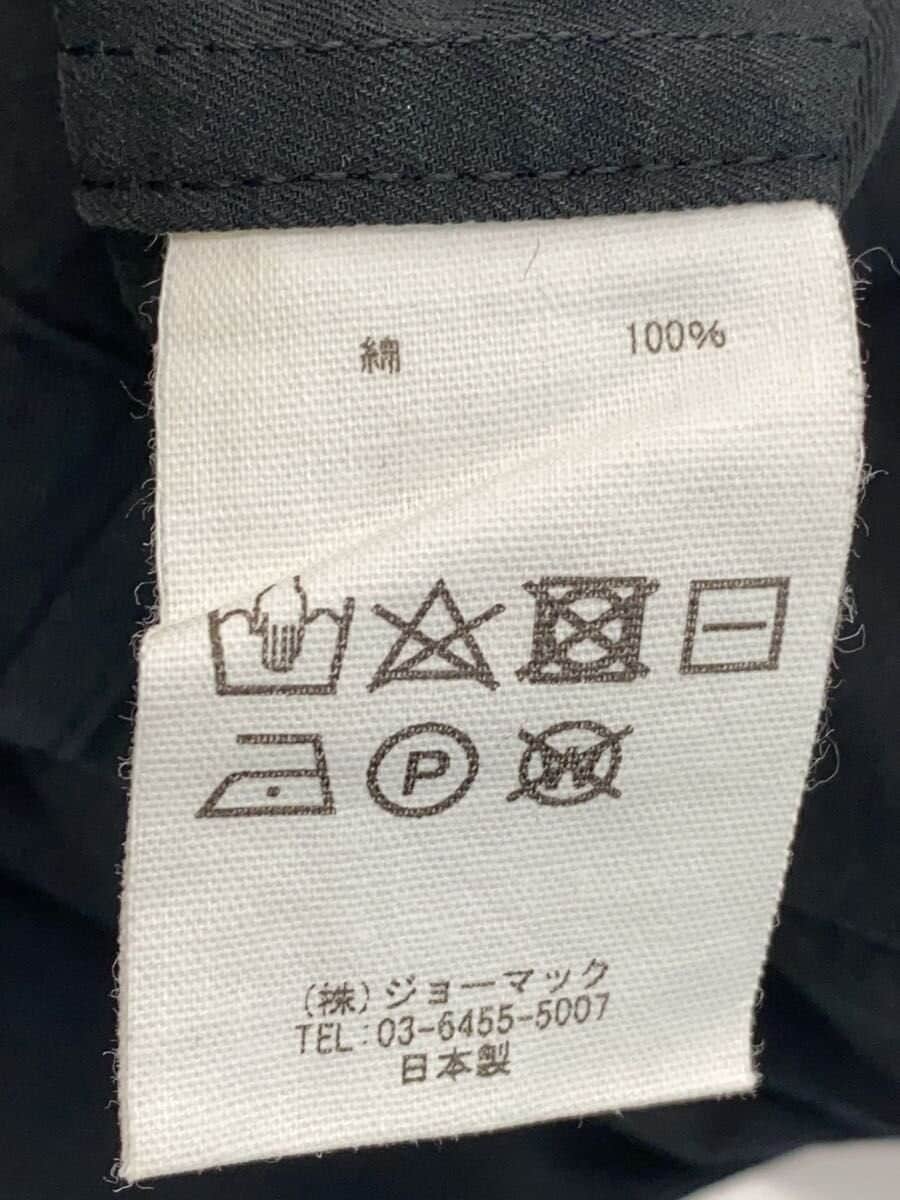 綿 100%
P
W
(株)ジョーマック
TEL:03-6455-5007
日本製